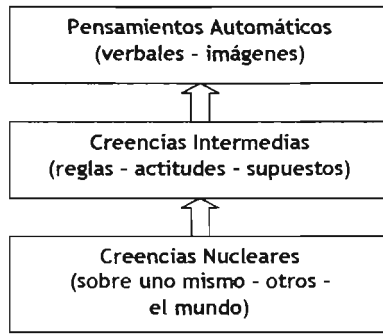 Pensamientos Automáticos
(verbales - imágenes)
Creencias Intermedias
(reglas - actitudes - supuestos)
Creencias Nucleares
(sobre uno mismo - otros -
el mundo)